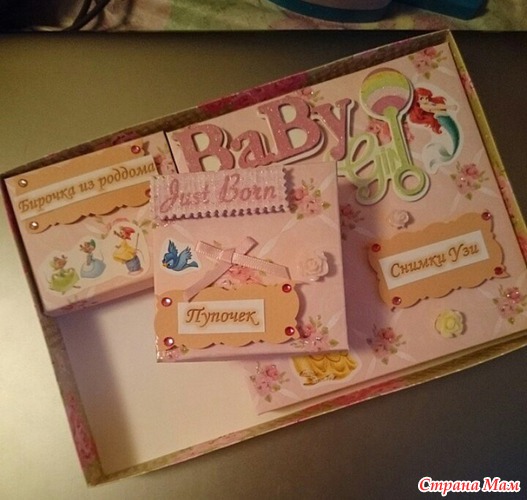 BaBy
Girl
Бирочка из роддома
Just Born
Снимки Узи
Пупочек
Страна Мам